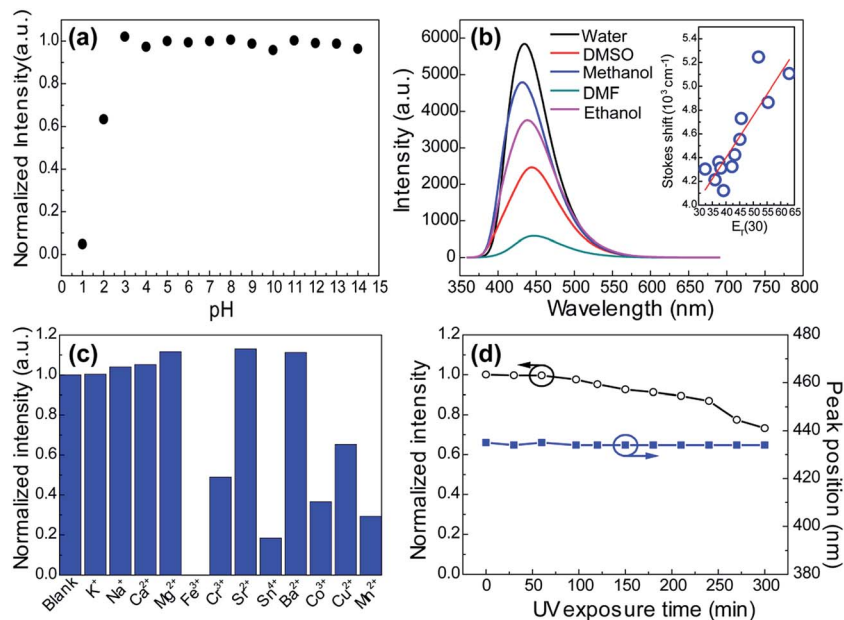 (a)
Normalized Intensity(a.u.)
1.0
0.8
0.6
0.4
0.2
0.0
0 1 2 3 4 5 6 7 8 9 10 11 12 13 14 15
pH
(b)
Intensity (a.u.)
6000
5000
4000
3000
2000
1000
0
360 400 450 500 550 600 650 700 750 800
Wavelength (nm)
Water
DMSO
Methanol
DMF
Ethanol
Stokes shift (10³ cm⁻¹)
5.4
5.2
5.0
4.8
4.6
4.4
4.2
4.0
30 35 40 45 50 55 60 65
E_T(30)
(c)
Normalized intensity (a.u.)
1.2
1.0
0.8
0.6
0.4
0.2
0.0
Blank K⁺ Na⁺ Ca²⁺ Mg²⁺ Fe³⁺ Cr³⁺ Sr²⁺ Sn⁴⁺ Ba²⁺ Co³⁺ Cu²⁺ Mn²⁺
(d)
Normalized intensity
1.2
1.0
0.8
0.6
0.4
0.2
0.0
0 50 100 150 200 250 300
UV exposure time (min)
480
460
440
420
400
380
Peak position
(nm)